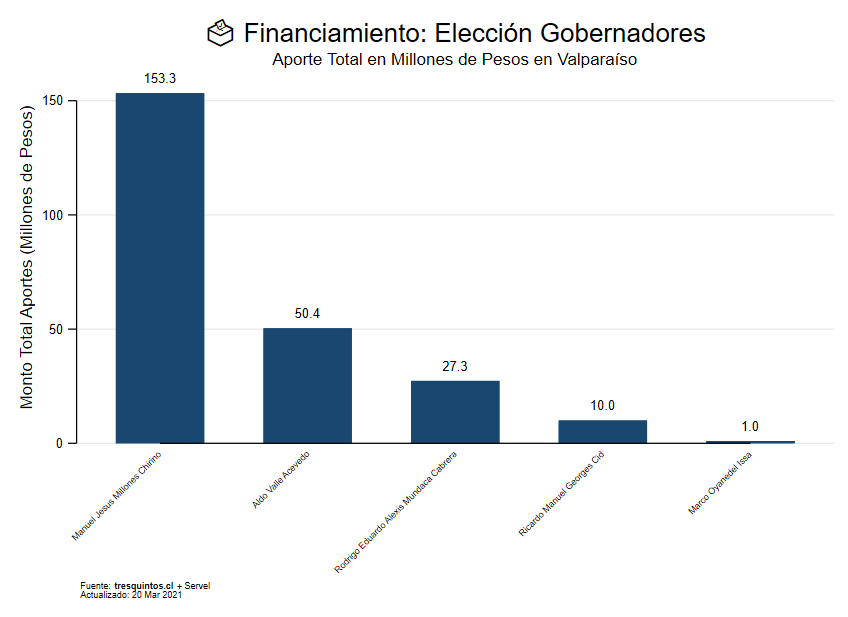 Financiamiento: Elección Gobernadores
Aporte Total en Millones de Pesos en Valparaíso
Monto Total Aportes (Millones de Pesos)
150
100
50
0
153.3
50.4
27.3
10.0
1.0
Manuel Jesus Millones Chirino
Aldo Valle Acevedo
Rodrigo Eduardo Alexis Mundaca Cabrera
Ricardo Manuel Georges Cid
Marco Oyanedel Issa
Fuente: tresquintos.cl + Servel
Actualizado: 20 Mar 2021